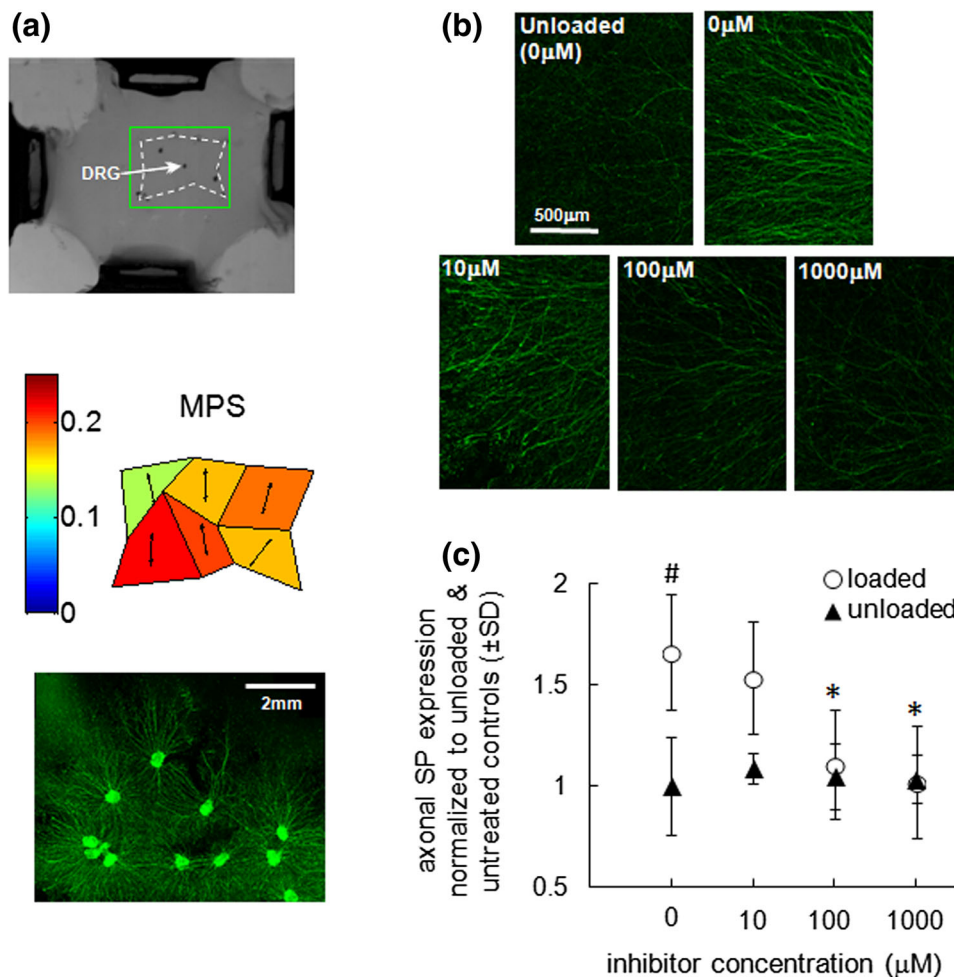 (a)
DRG
MPS
0.2
0.1
0
2mm
(b)
Unloaded
(0μM)
0μM
500μm
10μM
100μM
1000μM
(c)
axonal SP expression
normalized to unloaded &
untreated controls (±SD)
2
1.5
1
0.5
#
*
*
loaded
unloaded
0
10
100
1000
inhibitor concentration (μM)